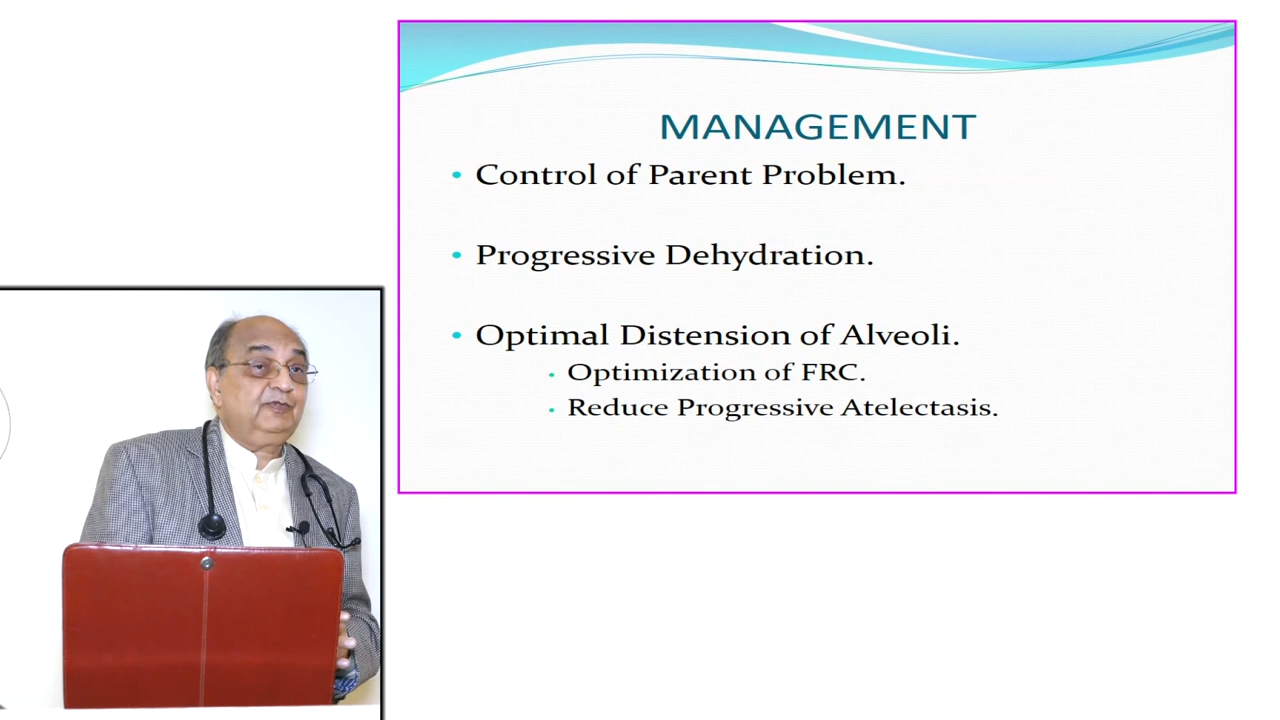 MANAGEMENT
• Control of Parent Problem.
• Progressive Dehydration.
• Optimal Distension of Alveoli.
• Optimization of FRC.
• Reduce Progressive Atelectasis.